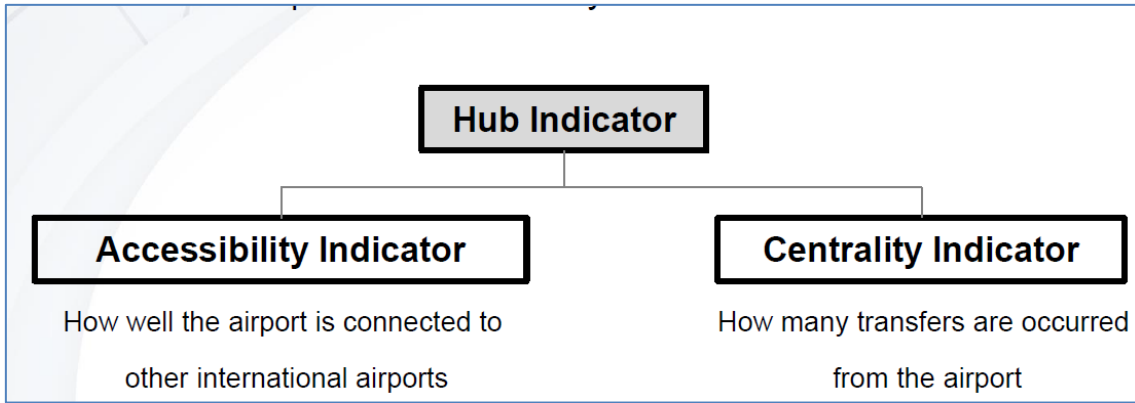 Hub Indicator
Accessibility Indicator
How well the airport is connected to
other international airports
Centrality Indicator
How many transfers are occurred
from the airport